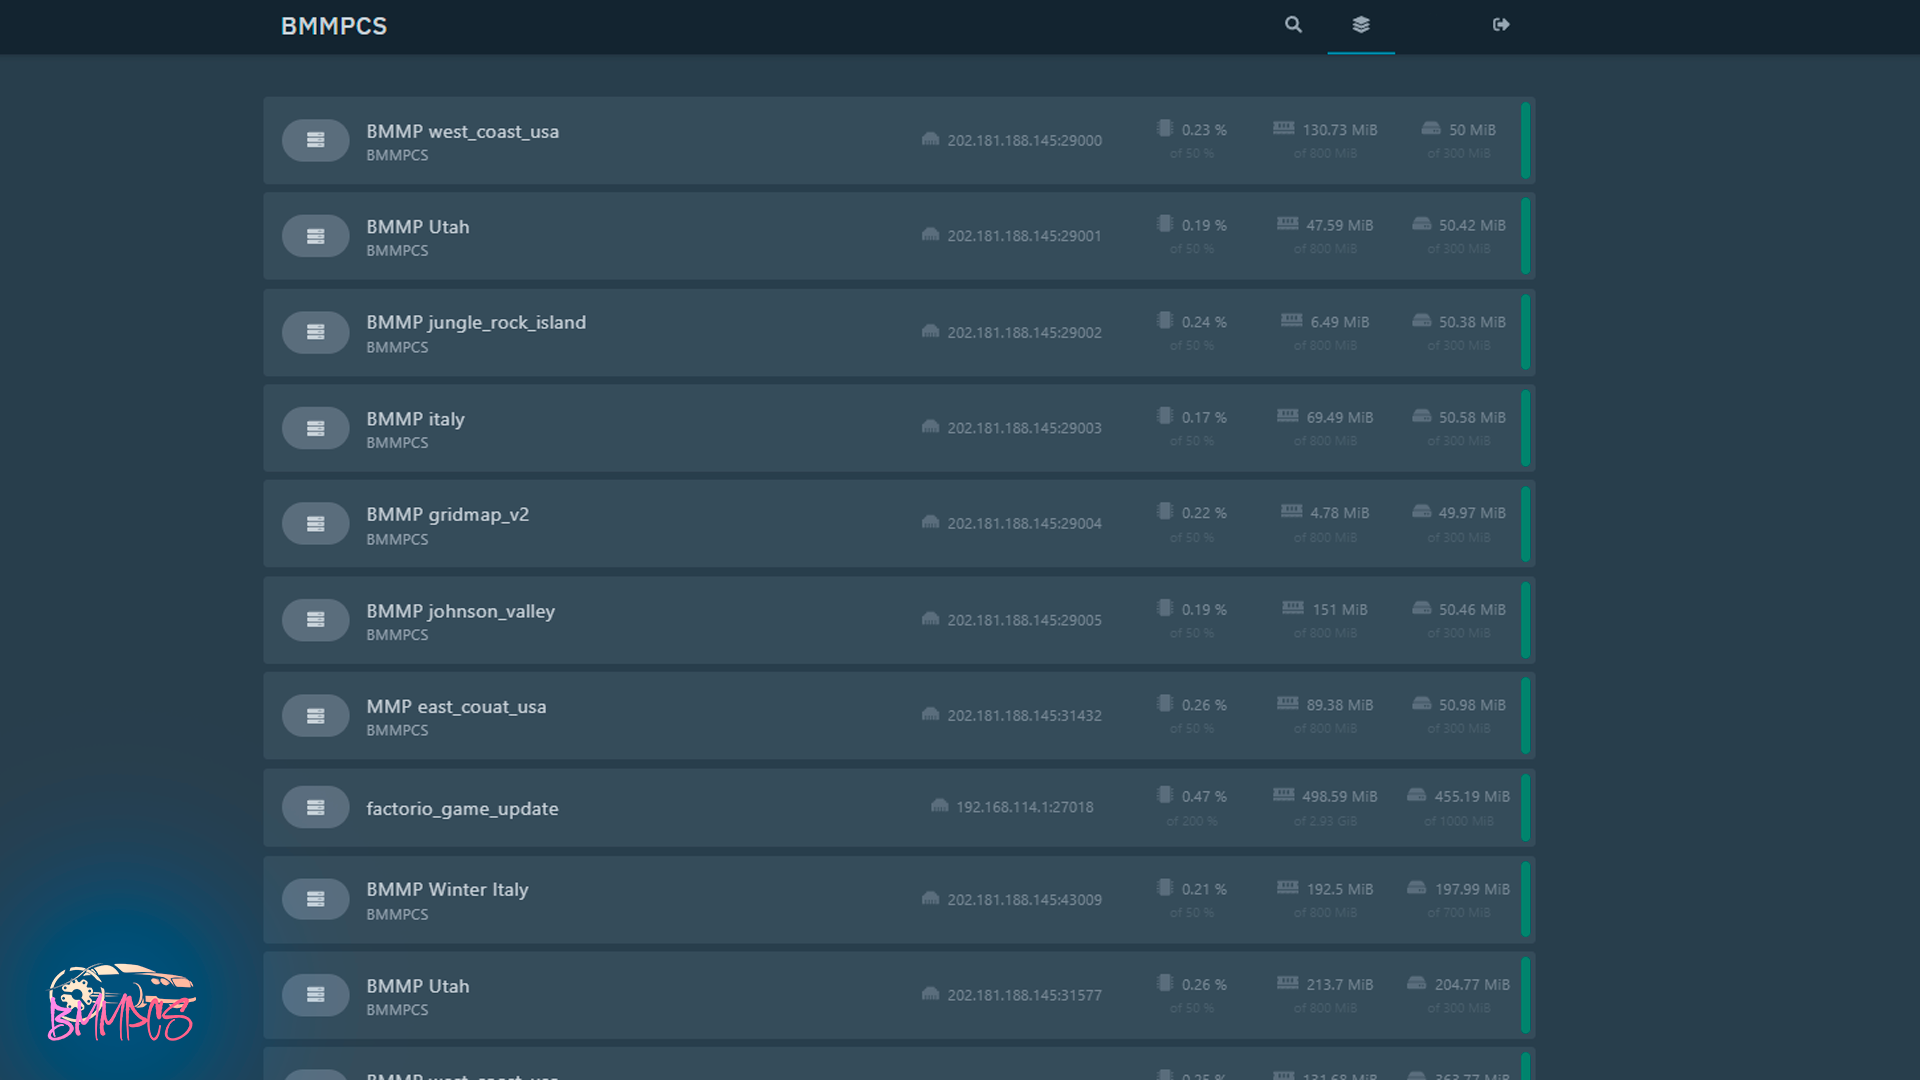 BMMPCS
BMMP west_coast_usa
BMMPCS
202.181.188.145:29000
0.23 %
of 50 %
130.73 MiB
of 800 MiB
50 MiB
of 300 MiB
BMMP Utah
BMMPCS
202.181.188.145:29001
0.19 %
of 50 %
47.59 MiB
of 800 MiB
50.42 MiB
of 300 MiB
BMMP jungle_rock_island
BMMPCS
202.181.188.145:29002
0.24 %
of 50 %
6.49 MiB
of 800 MiB
50.38 MiB
of 300 MiB
BMMP italy
BMMPCS
202.181.188.145:29003
0.17 %
of 50 %
69.49 MiB
of 800 MiB
50.58 MiB
of 300 MiB
BMMP gridmap_v2
BMMPCS
202.181.188.145:29004
0.22 %
of 50 %
4.78 MiB
of 800 MiB
49.97 MiB
of 300 MiB
BMMP johnson_valley
BMMPCS
202.181.188.145:29005
0.19 %
of 50 %
151 MiB
of 800 MiB
50.46 MiB
of 300 MiB
MMP east_couat_usa
BMMPCS
202.181.188.145:31432
0.26 %
of 50 %
89.38 MiB
of 800 MiB
50.98 MiB
of 300 MiB
factorio_game_update
192.168.114.1:27018
0.47 %
of 200 %
498.59 MiB
of 2.93 GiB
455.19 MiB
of 1000 MiB
BMMP Winter Italy
BMMPCS
202.181.188.145:43009
0.21 %
of 50 %
192.5 MiB
of 800 MiB
197.99 MiB
of 700 MiB
BMMP Utah
BMMPCS
202.181.188.145:31577
0.26 %
of 50 %
213.7 MiB
of 800 MiB
204.77 MiB
of 300 MiB
BMMPCS